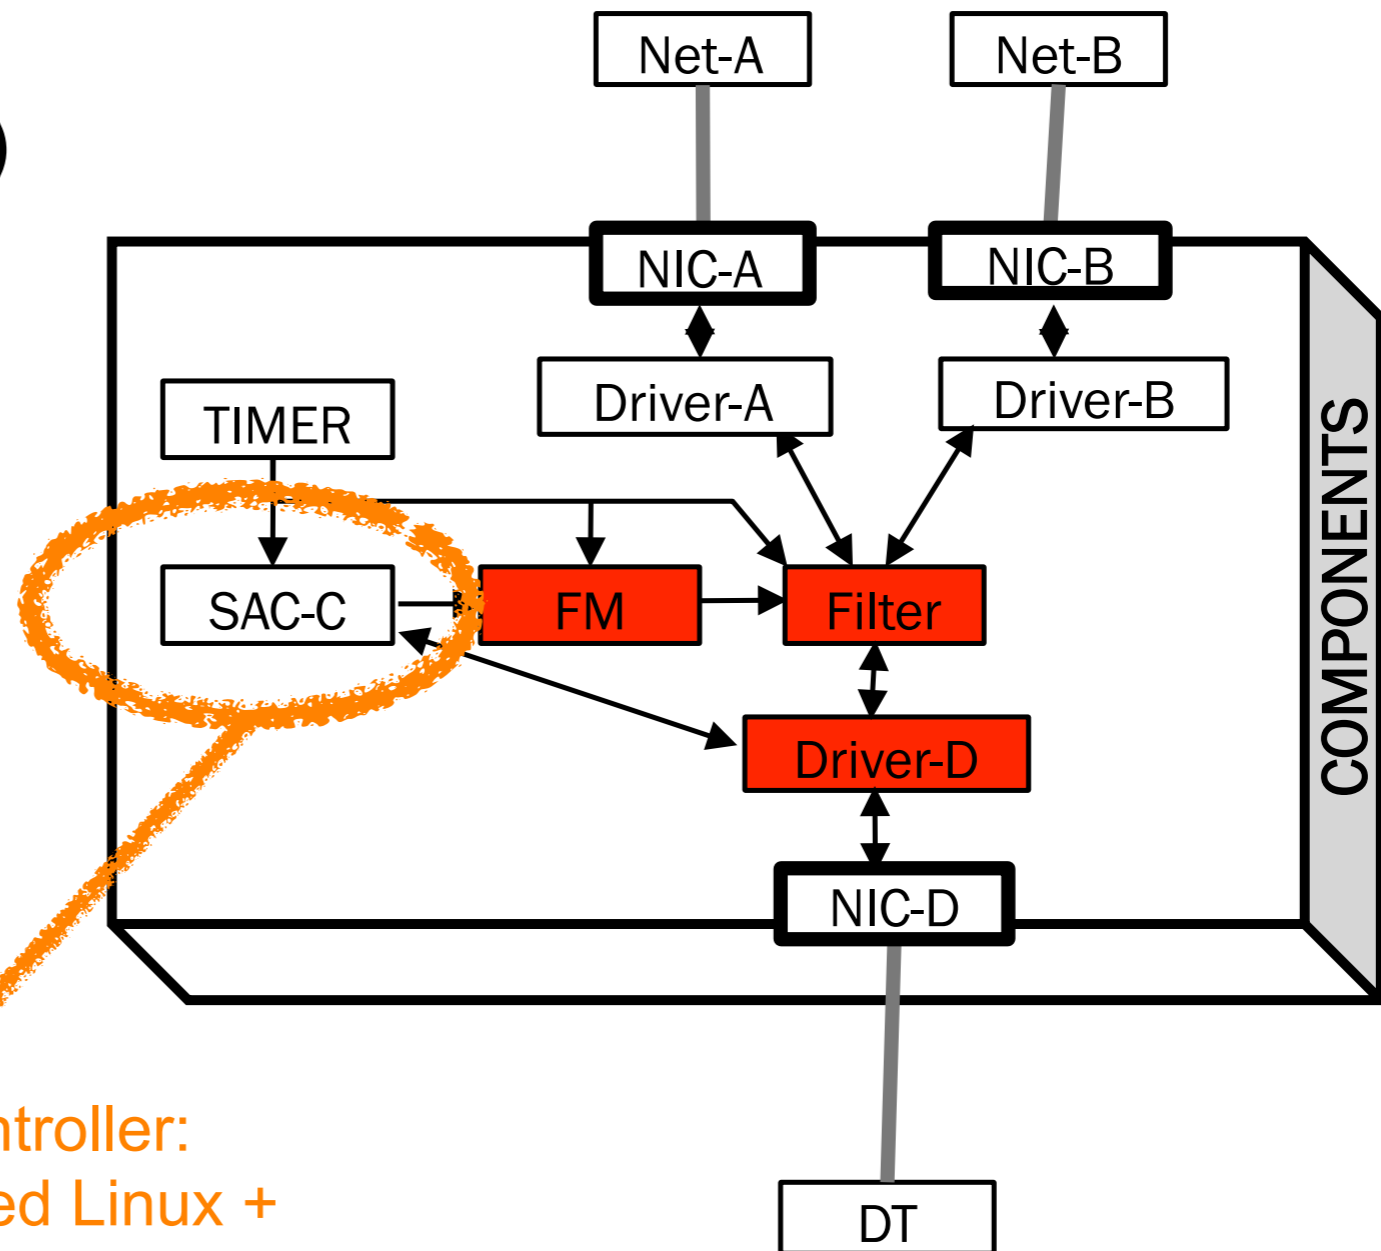 Net-A
Net-B
NIC-A
NIC-B
Driver-A
Driver-B
TIMER
SAC-C
FM
Filter
Driver-D
NIC-D
COMPONENTS
ntroller:
ed Linux +
DT